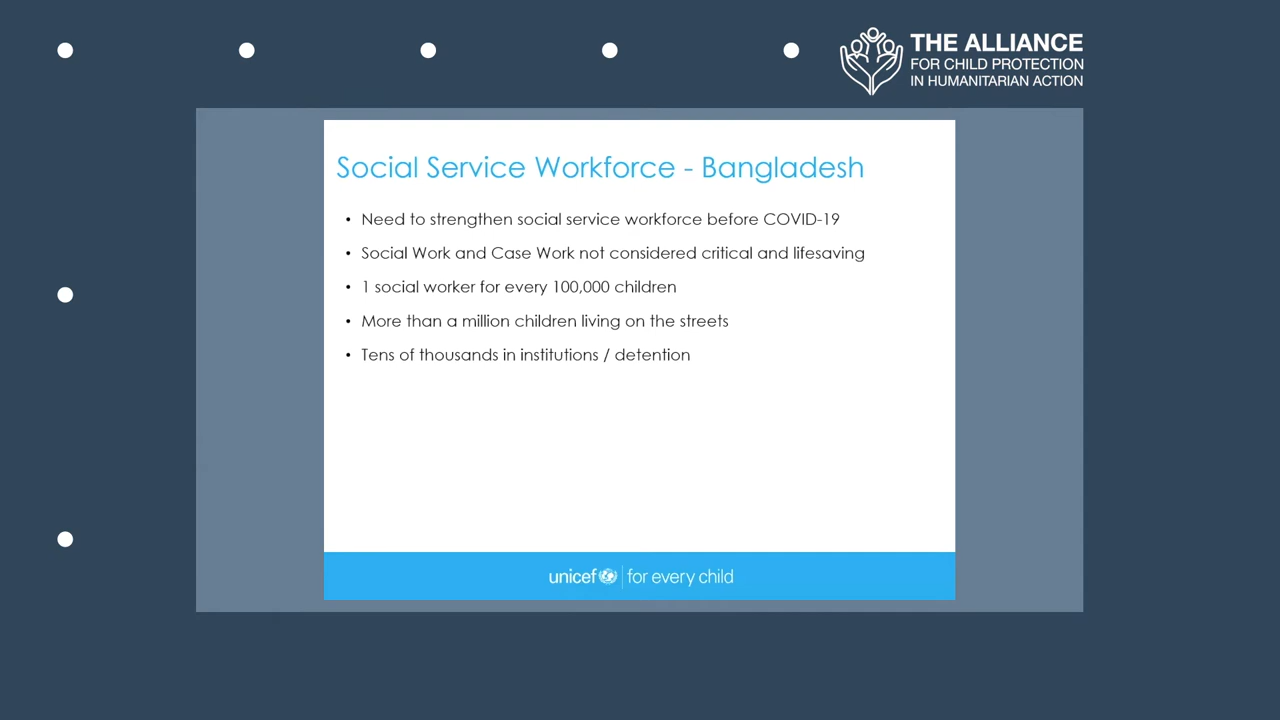 THE ALLIANCE
FOR CHILD PROTECTION
IN HUMANITARIAN ACTION
Social Service Workforce - Bangladesh
• Need to strengthen social service workforce before COVID-19
• Social Work and Case Work not considered critical and lifesaving
• 1 social worker for every 100,000 children
• More than a million children living on the streets
• Tens of thousands in institutions / detention
unicef for every child